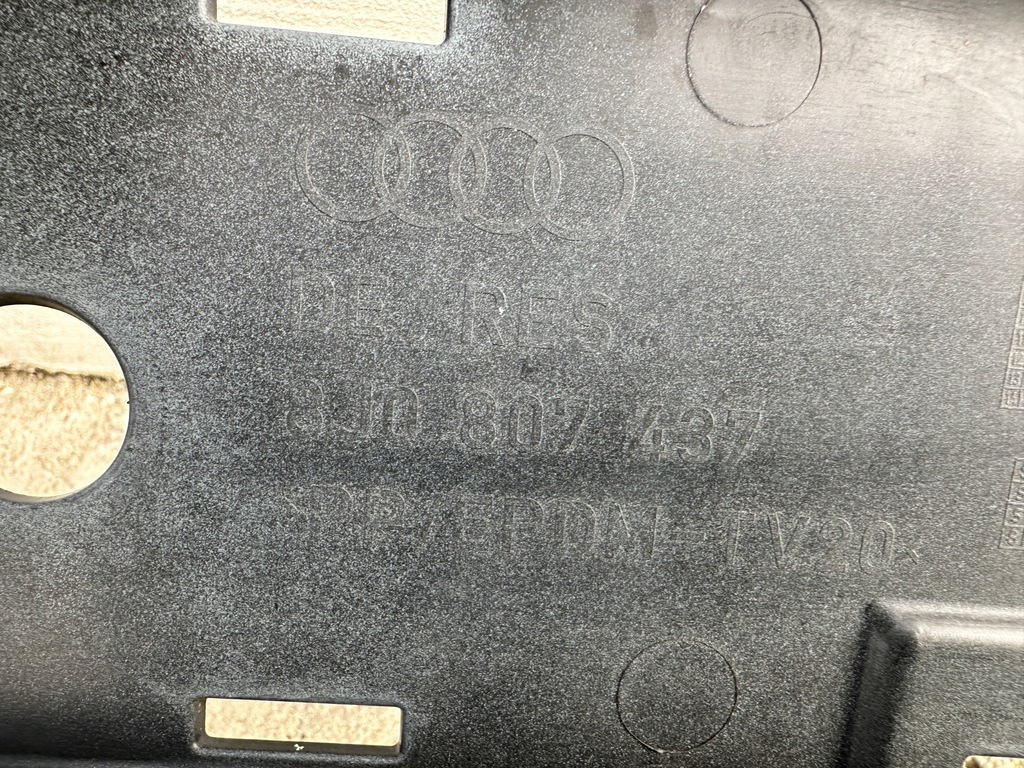 DE RES.
8J0 807 437
>PP/EPDM-TV20<